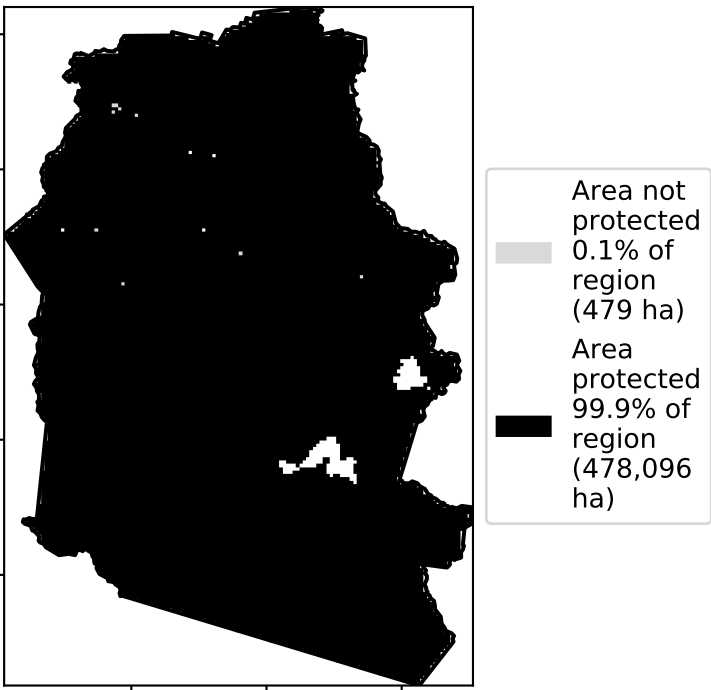 Area not
protected
0.1% of
region
(479 ha)
Area
protected
99.9% of
region
(478,096
ha)